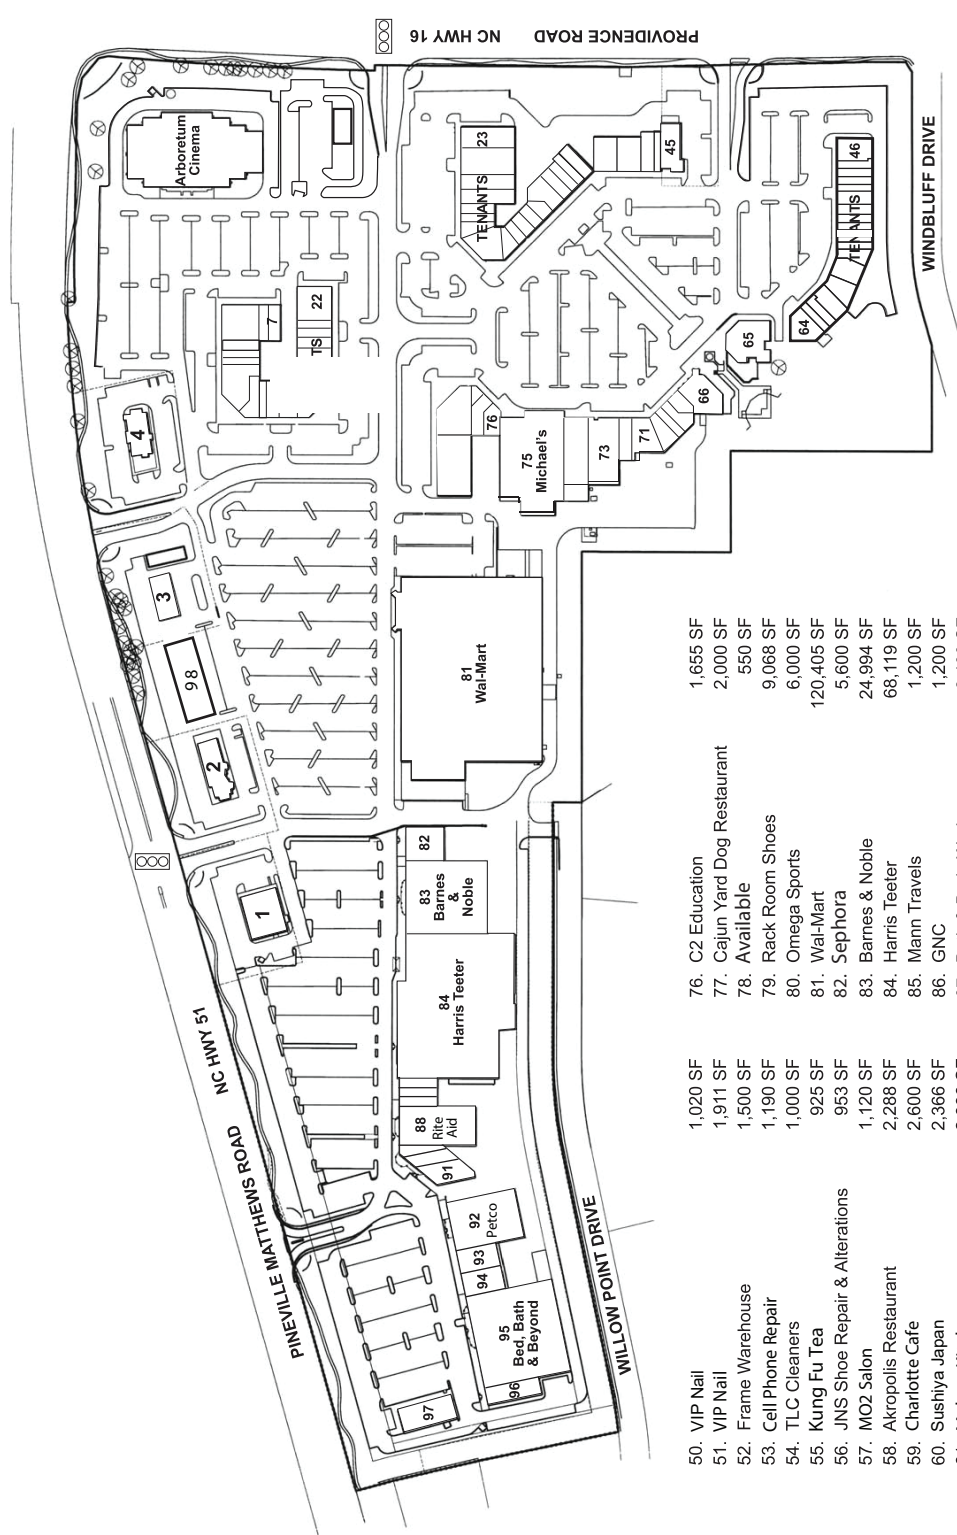 PROVIDENCE ROAD NC HWY 16
Arboretum
Cinema
23
TENANTS
45
46
TENANTS
WINDBLUFF DRIVE
7
22
TS
64
65
66
4
76
75
Michael's
73
71
3
98
2
81
Wal-Mart
1
82
83
Barnes
&
Noble
84
Harris Teeter
NC HWY 51
PINEVILLE MATTHEWS ROAD
88
Rite
Aid
91
92
Petco
93
94
95
Bed, Bath
& Beyond
96
97
WILLOW POINT DRIVE
50. VIP Nail 1,020 SF
51. VIP Nail 1,911 SF
52. Frame Warehouse 1,500 SF
53. Cell Phone Repair 1,190 SF
54. TLC Cleaners 1,000 SF
55. Kung Fu Tea 925 SF
56. JNS Shoe Repair & Alterations 953 SF
57. MO2 Salon 1,120 SF
58. Akropolis Restaurant 2,288 SF
59. Charlotte Cafe 2,600 SF
60. Sushiya Japan 2,366 SF
76. C2 Education 1,655 SF
77. Cajun Yard Dog Restaurant 2,000 SF
78. Available 550 SF
79. Rack Room Shoes 9,068 SF
80. Omega Sports 6,000 SF
81. Wal-Mart 120,405 SF
82. Sephora 5,600 SF
83. Barnes & Noble 24,994 SF
84. Harris Teeter 68,119 SF
85. Mann Travels 1,200 SF
86. GNC 1,200 SF